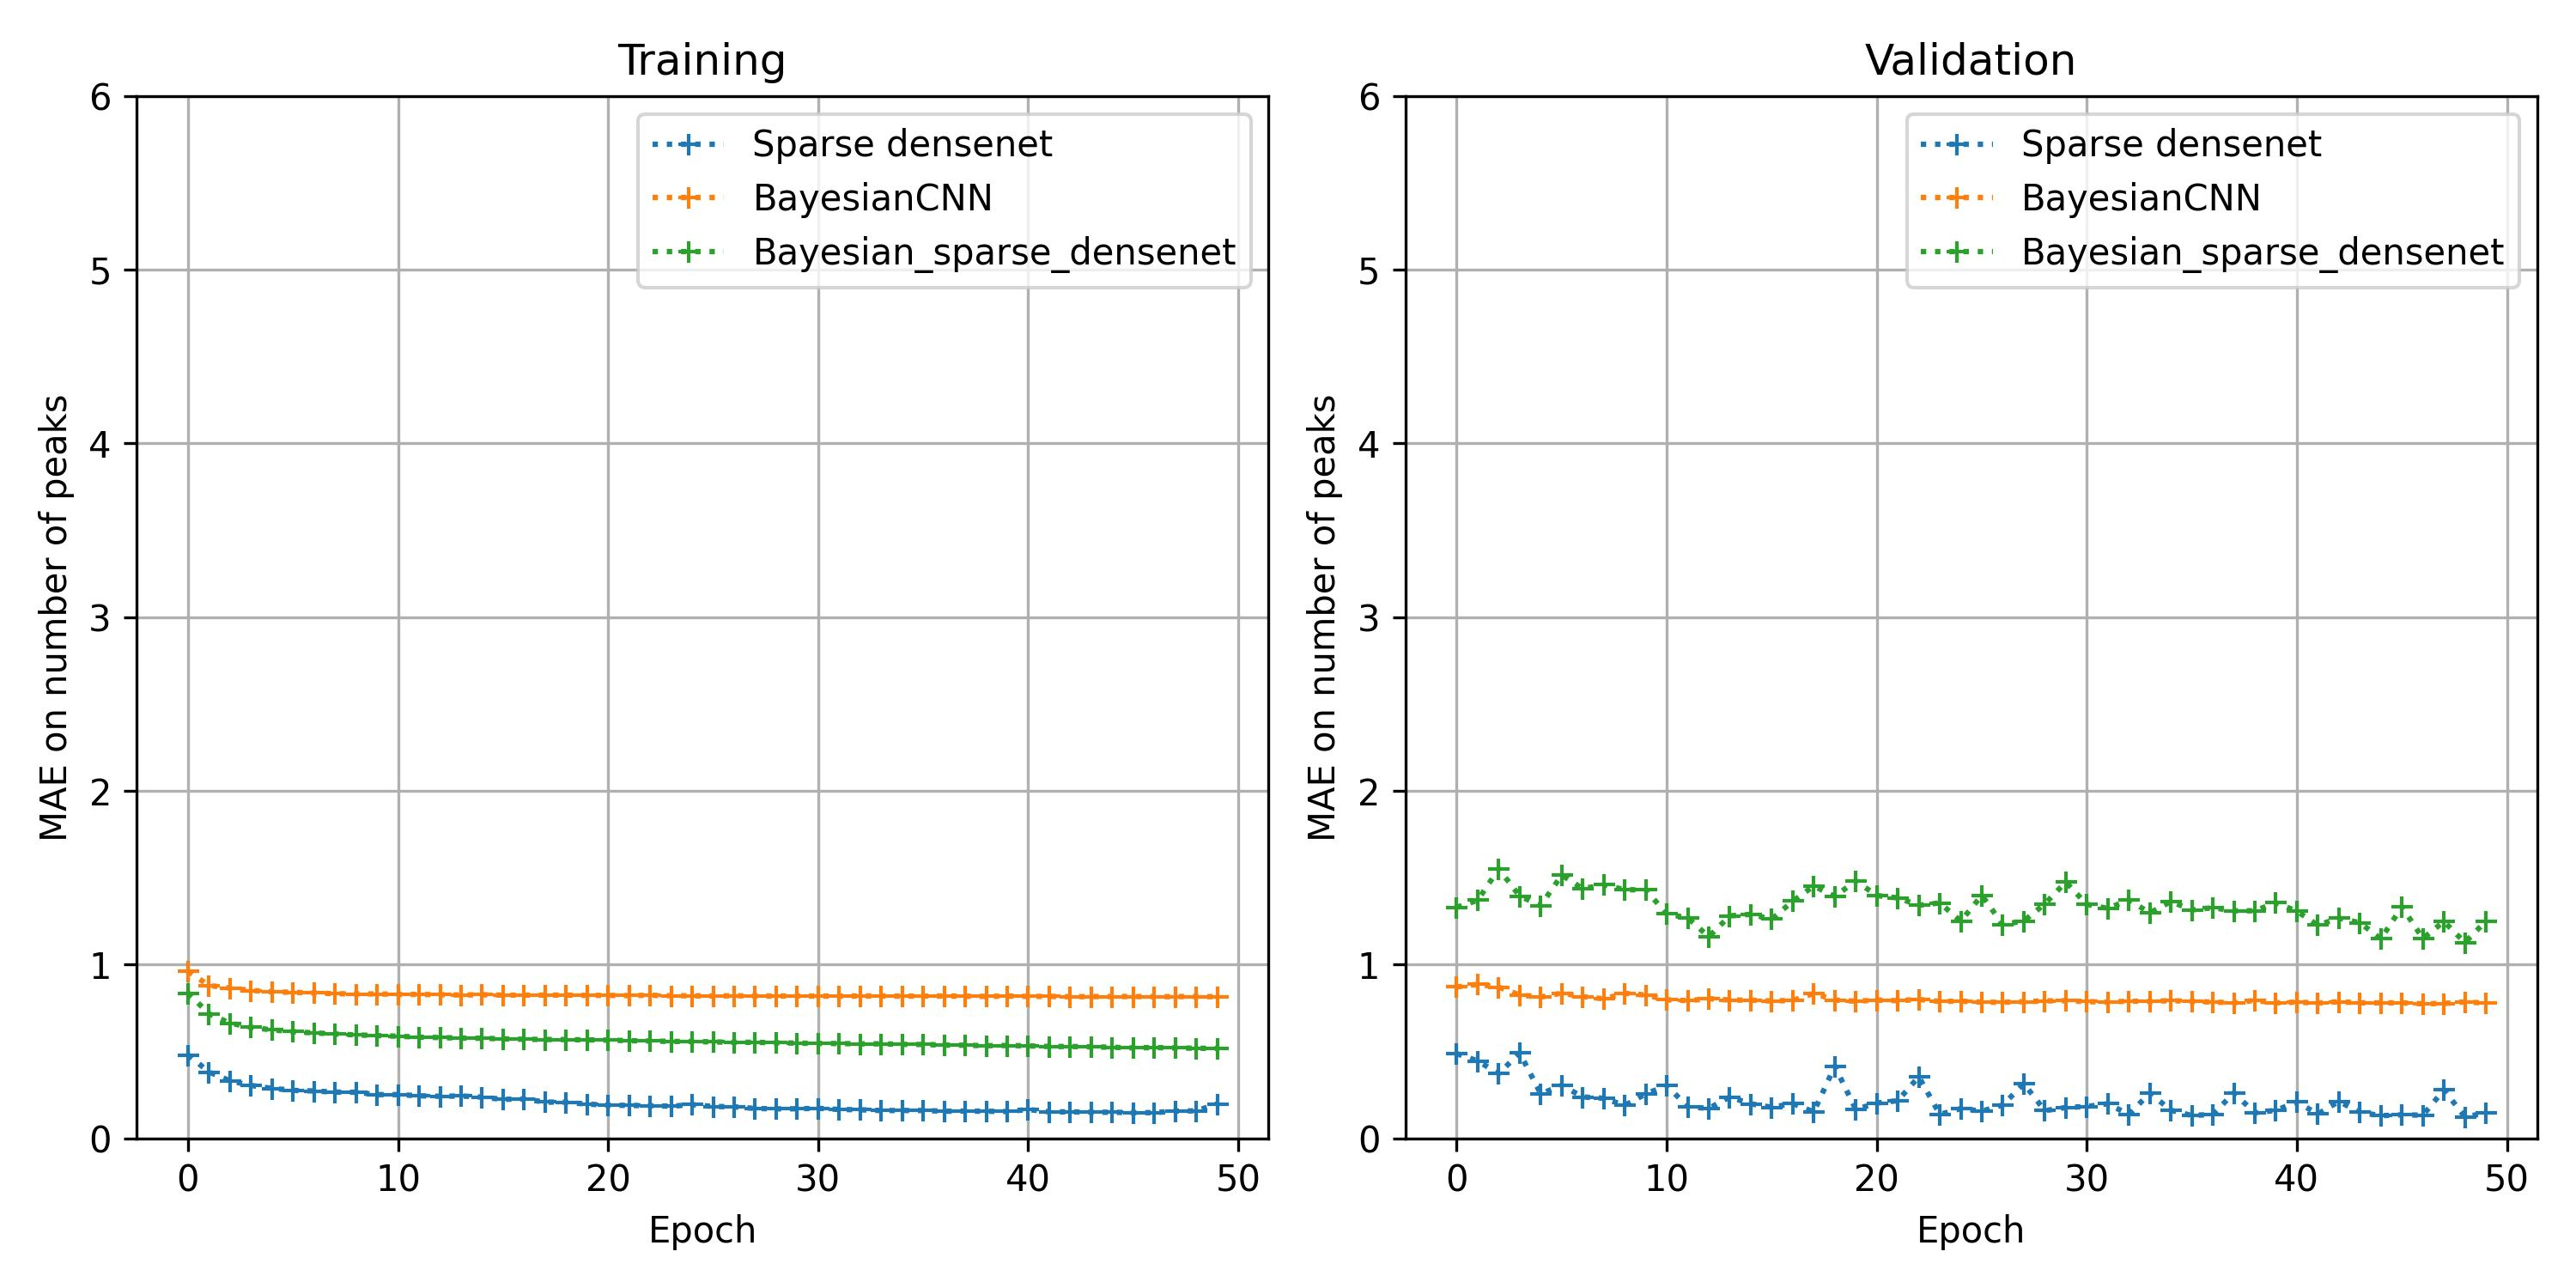 Training
6
5
4
3
2
1
0
MAE on number of peaks
Sparse densenet
BayesianCNN
Bayesian_sparse_densenet
0 10 20 30 40 50
Epoch
Validation
6
5
4
3
2
1
0
MAE on number of peaks
Sparse densenet
BayesianCNN
Bayesian_sparse_densenet
0 10 20 30 40 50
Epoch